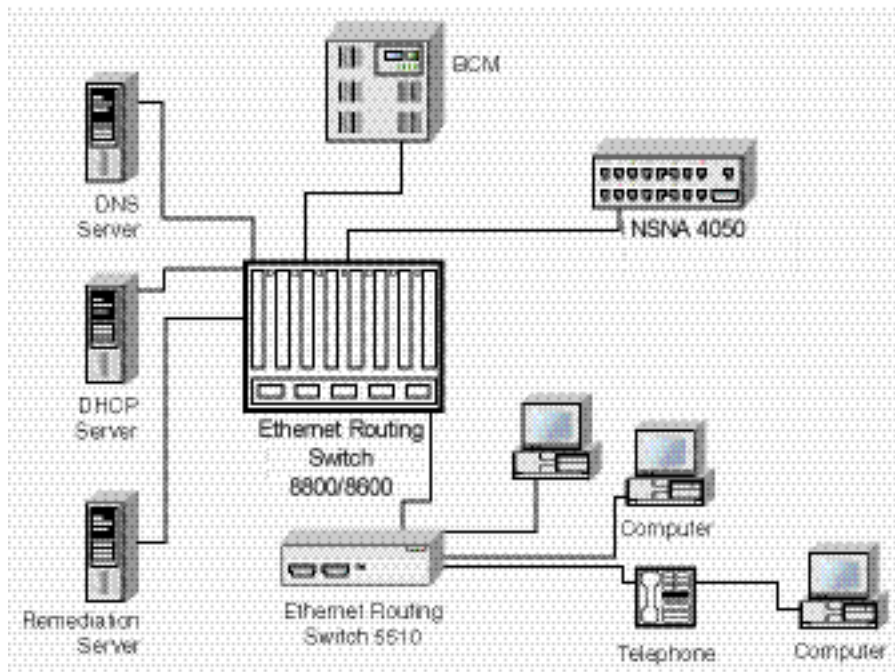 BCM
DNS
Server
NSNA 4050
DHCP
Server
Ethernet Routing
Switch
8800/8600
Computer
Remediation
Server
Ethernet Routing
Switch 5510
Telephone
Computer